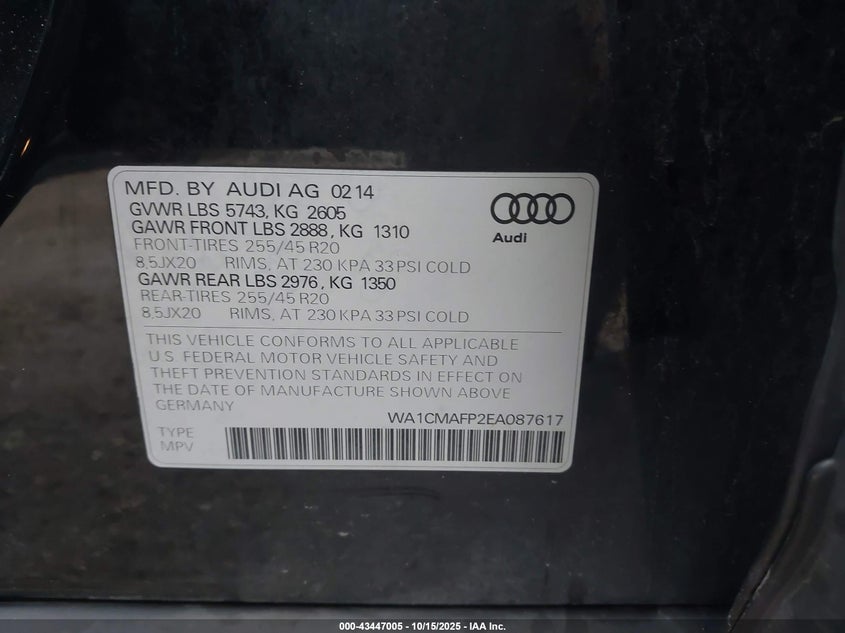 MFD. BY AUDI AG 02 14
GVWR LBS 5743, KG 2605
GAWR FRONT LBS 2888, KG 1310
FRONT-TIRES 255/45 R20
8,5JX20 RIMS, AT 230 KPA 33 PSI COLD
GAWR REAR LBS 2976, KG 1350
REAR-TIRES 255/45 R20
8,5JX20 RIMS, AT 230 KPA 33 PSI COLD
Audi
THIS VEHICLE CONFORMS TO ALL APPLICABLE
U.S. FEDERAL MOTOR VEHICLE SAFETY AND
THEFT PREVENTION STANDARDS IN EFFECT ON
THE DATE OF MANUFACTURE SHOWN ABOVE
GERMANY
WA1CMAFP2EA087617
TYPE
MPV
000-43447005 - 10/15/2025 - IAA Inc.